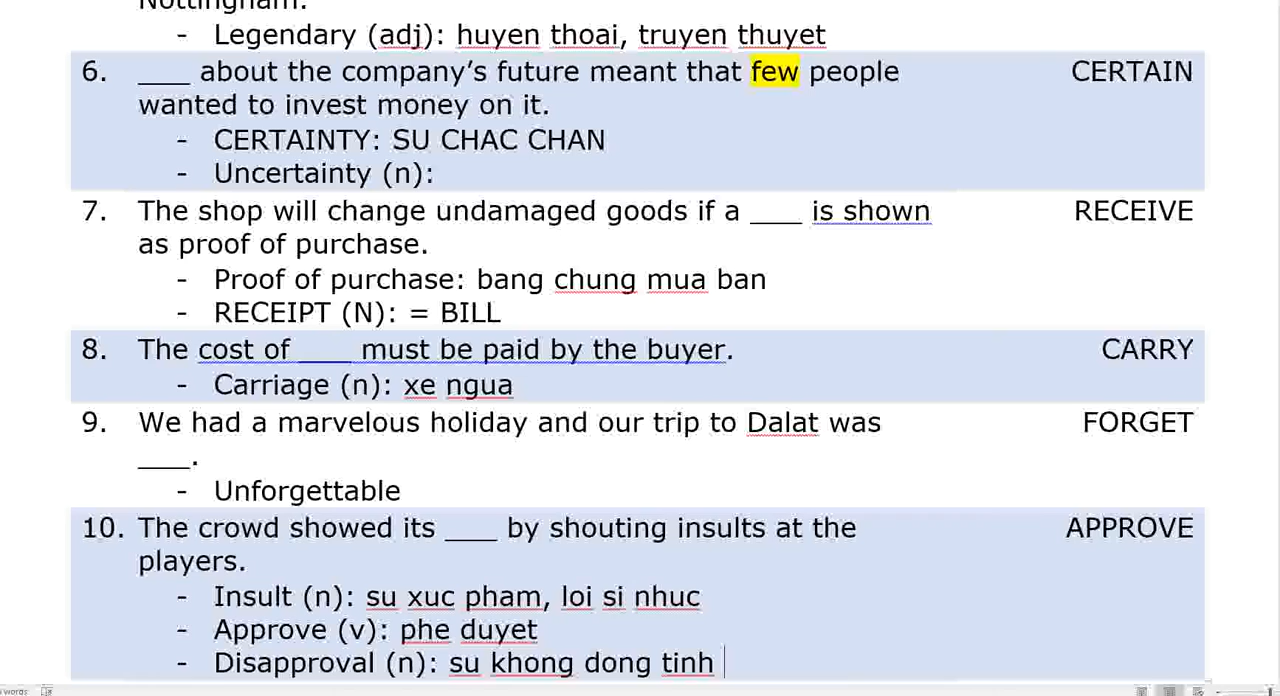 Nottingham.
- Legendary (adj): huyen thoai, truyen thuyet
6. ___ about the company's future meant that few people CERTAIN
wanted to invest money on it.
- CERTAINTY: SU CHAC CHAN
- Uncertainty (n):
7. The shop will change undamaged goods if a ___ is shown RECEIVE
as proof of purchase.
- Proof of purchase: bang chung mua ban
- RECEIPT (N): = BILL
8. The cost of ___ must be paid by the buyer. CARRY
- Carriage (n): xe ngua
9. We had a marvelous holiday and our trip to Dalat was FORGET
___.
- Unforgettable
10. The crowd showed its ___ by shouting insults at the APPROVE
players.
- Insult (n): su xuc pham, loi si nhuc
- Approve (v): phe duyet
- Disapproval (n): su khong dong tinh
words